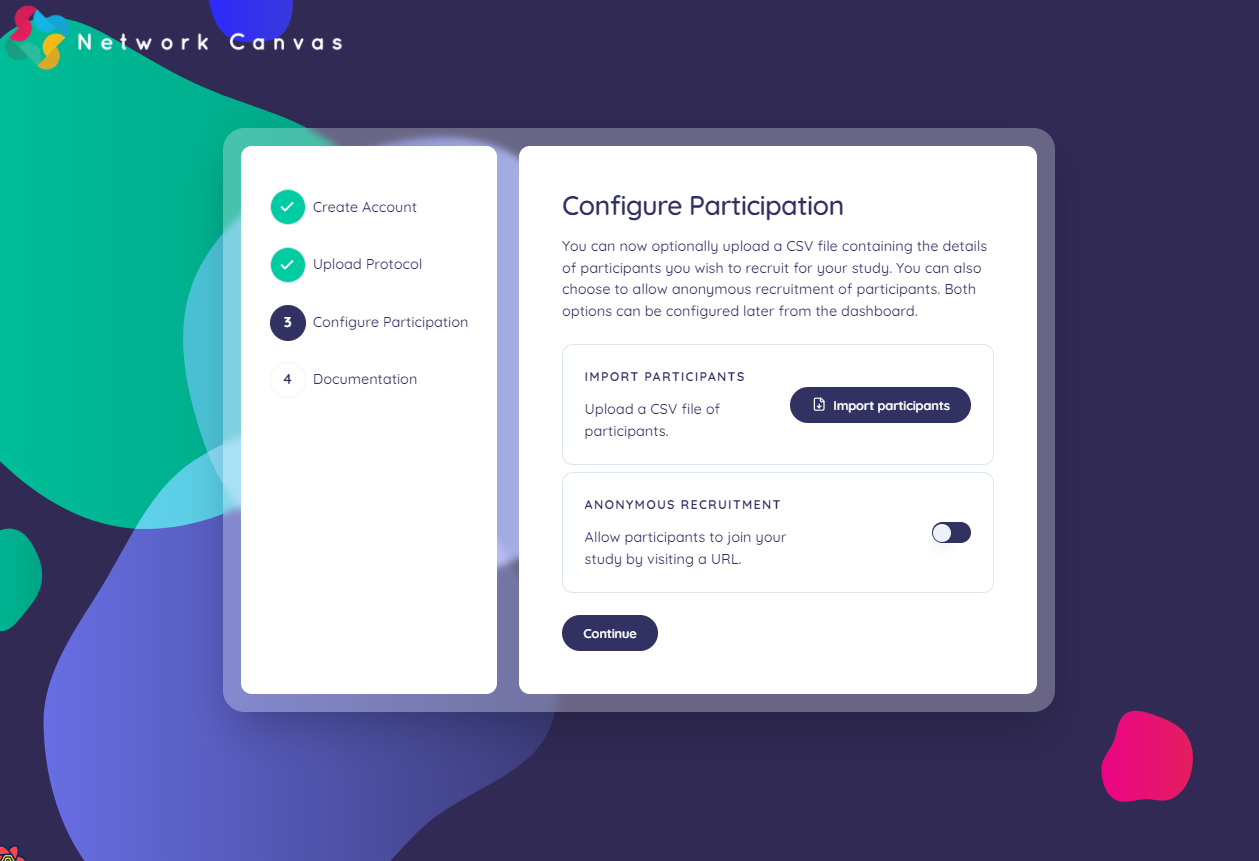 Network Canvas
Create Account
Upload Protocol
3 Configure Participation
4 Documentation
Configure Participation
You can now optionally upload a CSV file containing the details
of participants you wish to recruit for your study. You can also
choose to allow anonymous recruitment of participants. Both
options can be configured later from the dashboard.
IMPORT PARTICIPANTS
Upload a CSV file of
participants.
Import participants
ANONYMOUS RECRUITMENT
Allow participants to join your
study by visiting a URL.
Continue